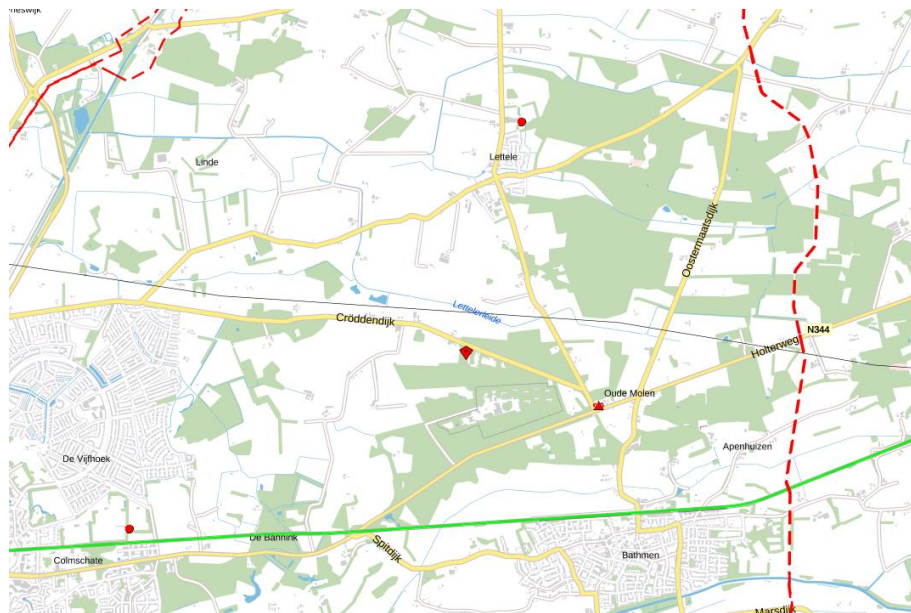 Linde
Lettele
Oostermaatsdijk
Lettelerleide
Cröddendijk
N344
Holterweg
Oude Molen
Apenhuizen
De Vijfhoek
De Bannink
Spitdijk
Bathmen
Colmschate
Marsdijk